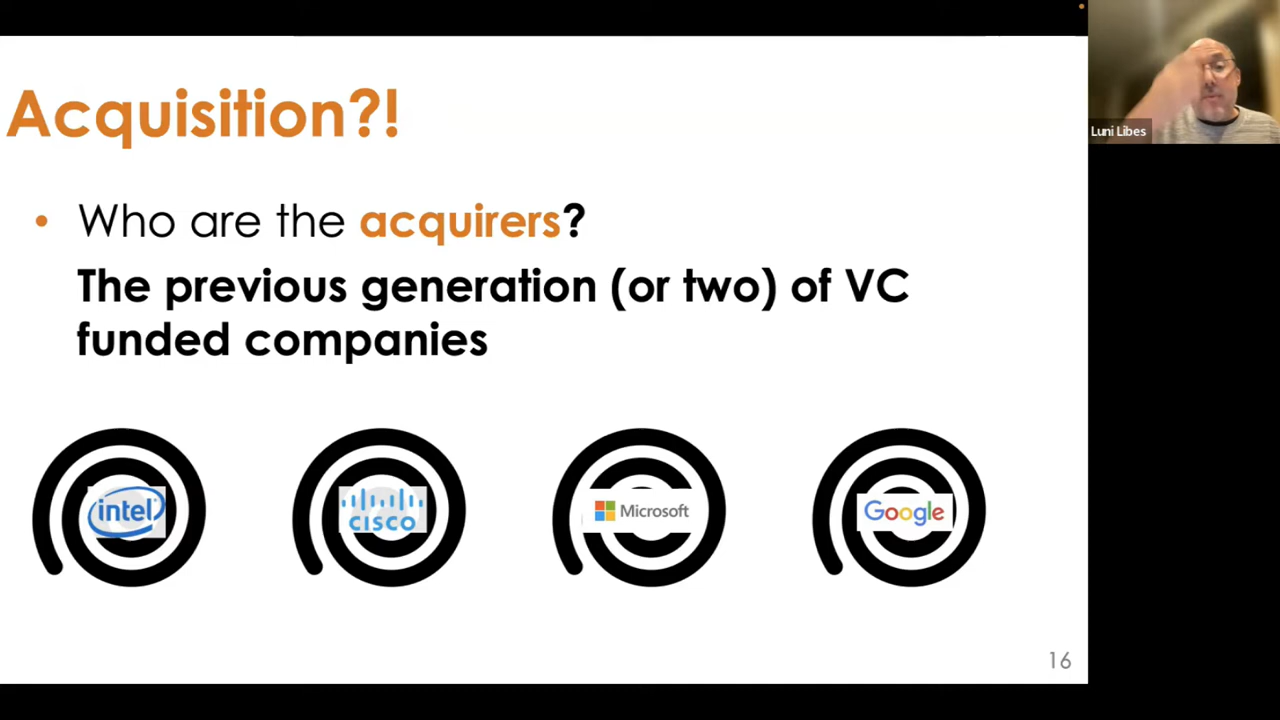 Acquisition?!
• Who are the acquirers?
The previous generation (or two) of VC
funded companies
intel
CISCO
Microsoft
Google
16
Luni Libes